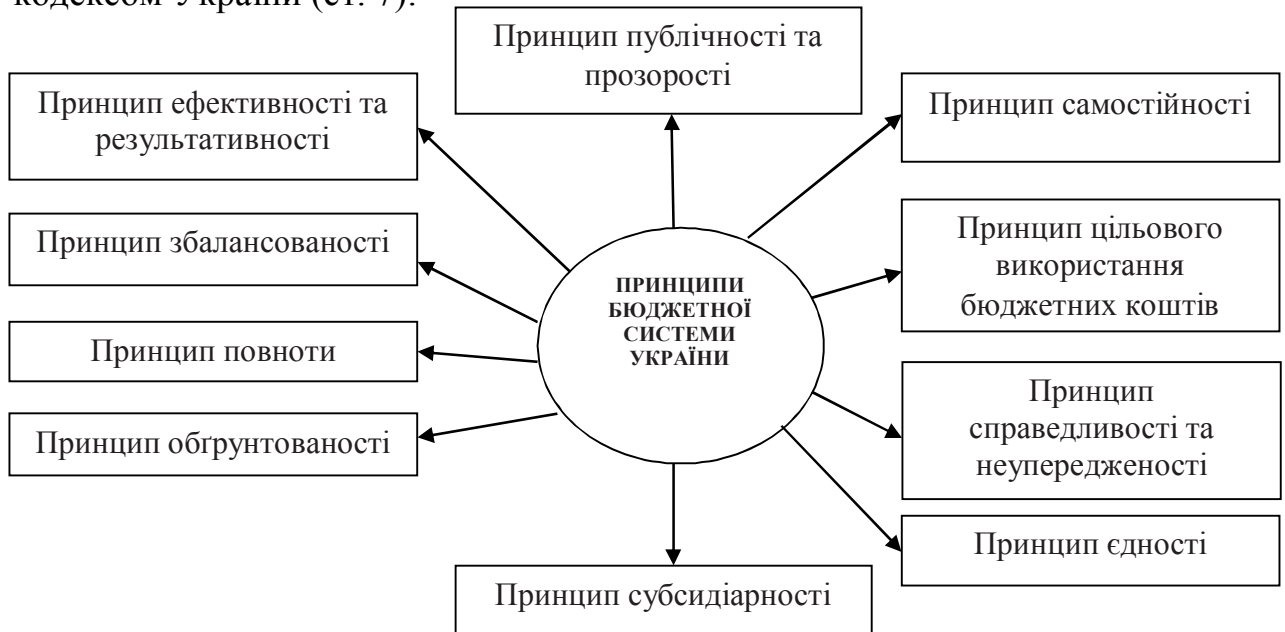 кодексом України (ст. 7).
Принцип публічності та
прозорості
Принцип ефективності та
результативності
Принцип самостійності
Принцип збалансованості
Принцип цільового
використання
бюджетних коштів
ПРИНЦИПИ
БЮДЖЕТНОЇ
СИСТЕМИ
УКРАЇНИ
Принцип повноти
Принцип обґрунтованості
Принцип
справедливості та
неупередженості
Принцип єдності
Принцип субсидіарності